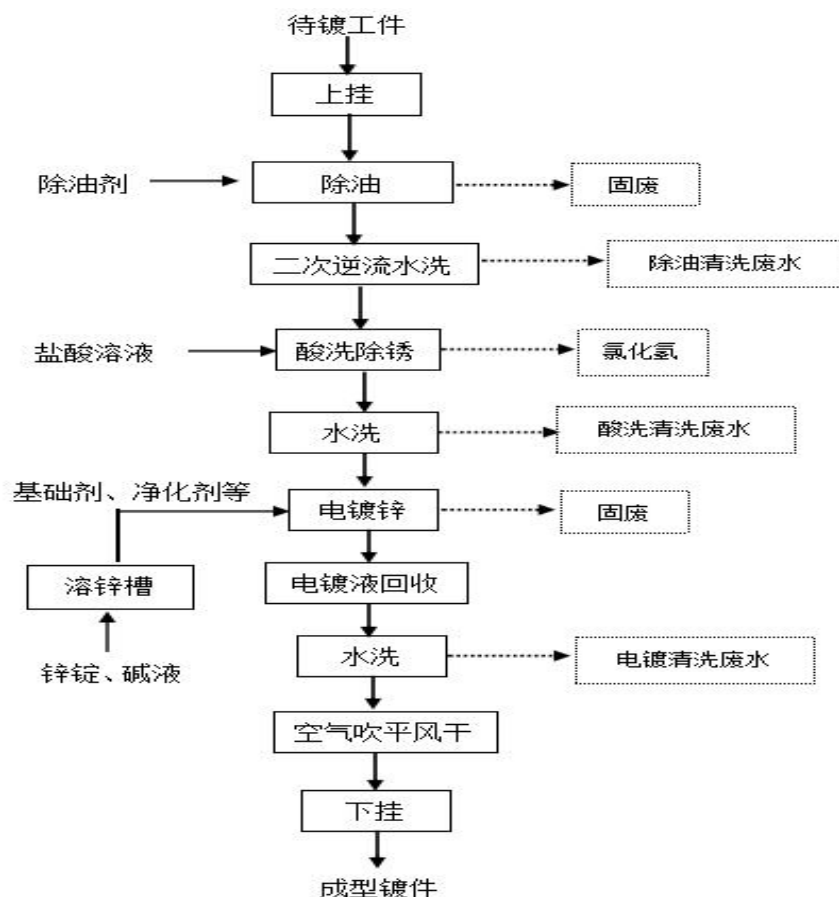 待镀工件
上挂
除油剂
除油
固废
二次逆流水洗
除油清洗废水
盐酸溶液
酸洗除锈
氯化氢
水洗
酸洗清洗废水
基础剂、净化剂等
电镀锌
固废
溶锌槽
电镀液回收
锌锭、碱液
水洗
电镀清洗废水
空气吹平风干
下挂
成型镀件